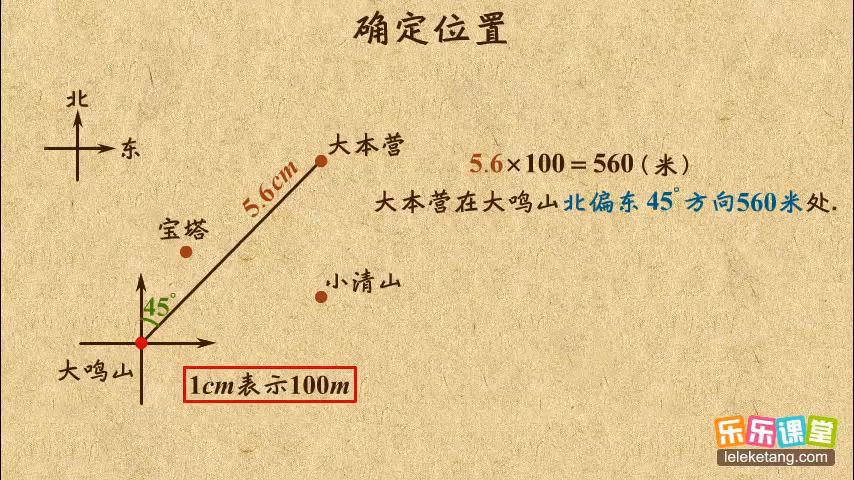 确定位置
北
东
大本营
5.6cm
5.6×100=560(米)
大本营在大鸣山北偏东45°方向560米处.
宝塔
小清山
45°
大鸣山
1cm表示100m
乐乐课堂
leleketang.com